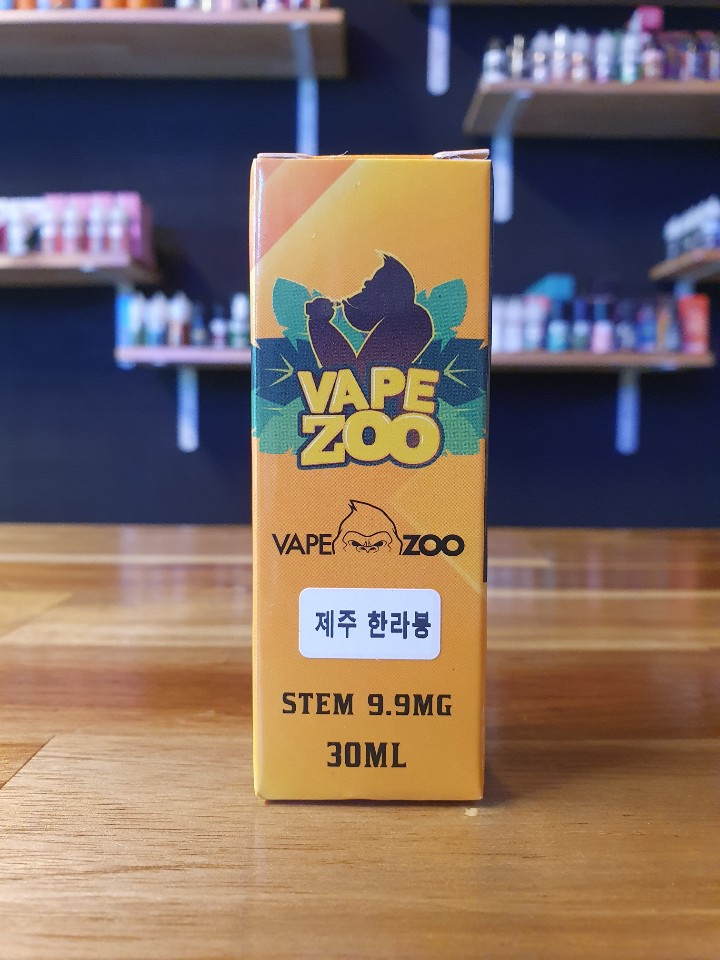 VAPE
ZOO
VAPE ZOO
제주 한라봉
STEM 9.9MG
30ML